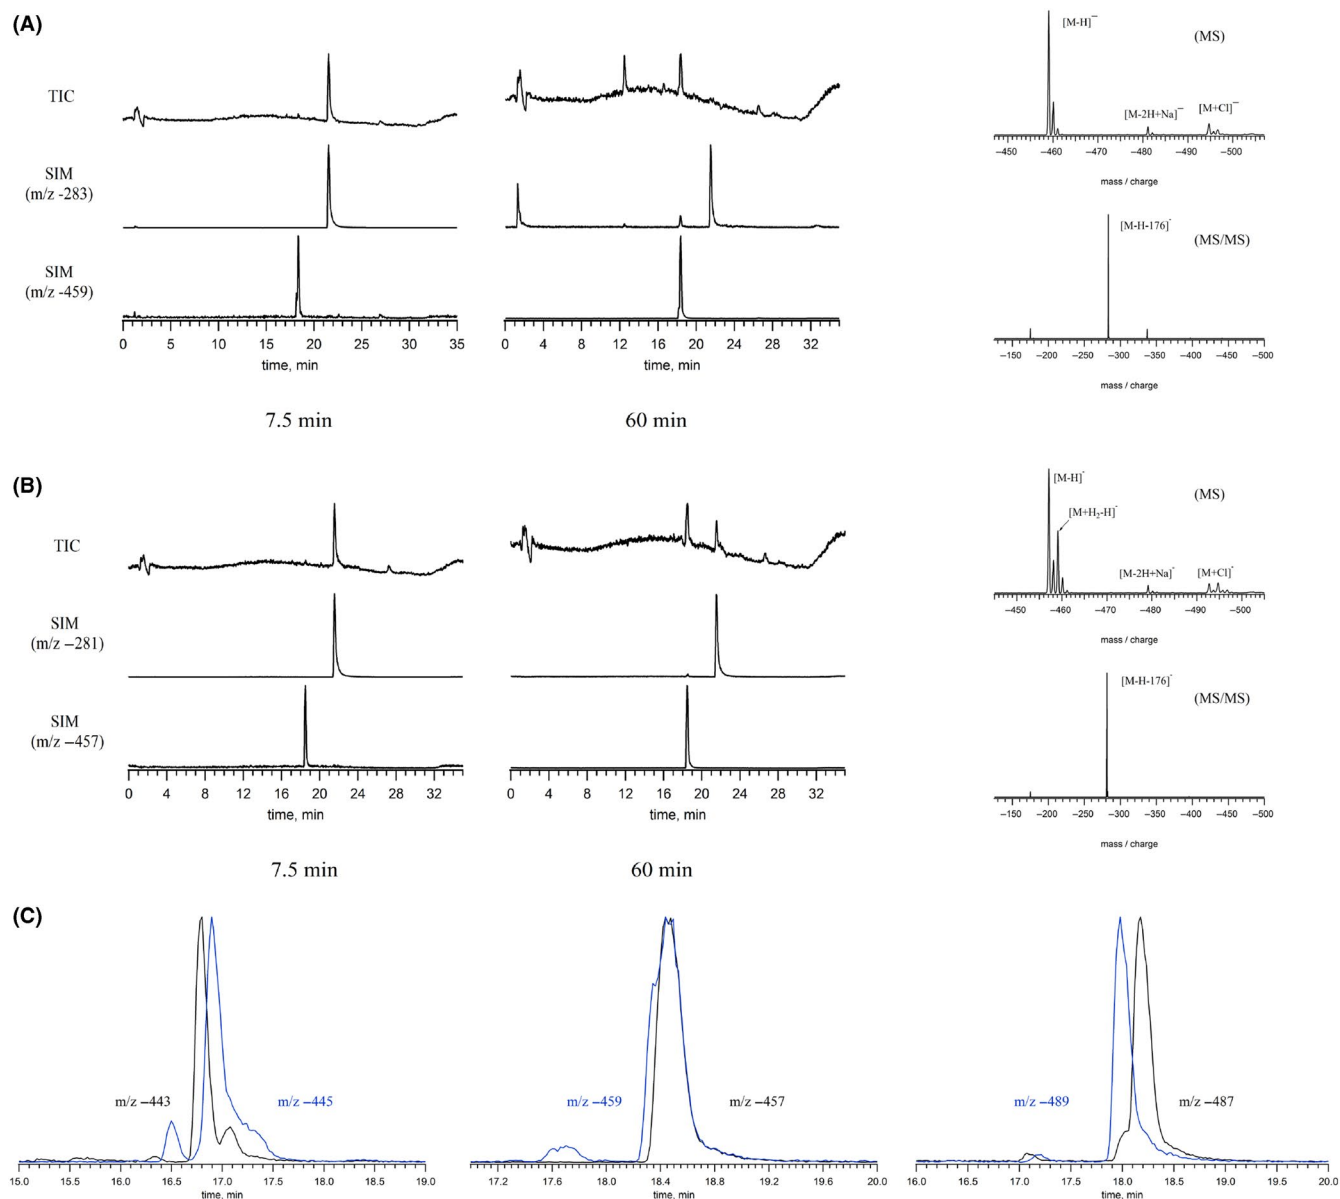 (A)
TIC
SIM
(m/z -283)
SIM
(m/z -459)
0 5 10 15 20 25 30 35
time, min
7.5 min
0 4 8 12 16 20 24 28 32
time, min
60 min
[M-H]⁻
(MS)
[M-2H+Na]⁻
[M+Cl]⁻
−450 −460 −470 −480 −490 −500
mass / charge
[M-H-176]⁻
(MS/MS)
−150 −200 −250 −300 −350 −400 −450 −500
mass / charge
(B)
TIC
SIM
(m/z −281)
SIM
(m/z −457)
0 4 8 12 16 20 24 28 32
time, min
7.5 min
0 4 8 12 16 20 24 28 32
time, min
60 min
[M-H]⁻
(MS)
[M+H₂-H]⁻
[M-2H+Na]⁻
[M+Cl]⁻
−450 −460 −470 −480 −490 −500
mass / charge
[M-H-176]⁻
(MS/MS)
−150 −200 −250 −300 −350 −400 −450 −500
mass / charge
(C)
m/z −443
m/z −445
15.0 15.5 16.0 16.5 17.0 17.5 18.0 18.5 19.0
time, min
m/z −459
m/z −457
17.2 17.6 18.0 18.4 18.8 19.2 19.6 20.0
time, min
m/z −489
m/z −487
16.0 16.5 17.0 17.5 18.0 18.5 19.0 19.5 20.0
time, min